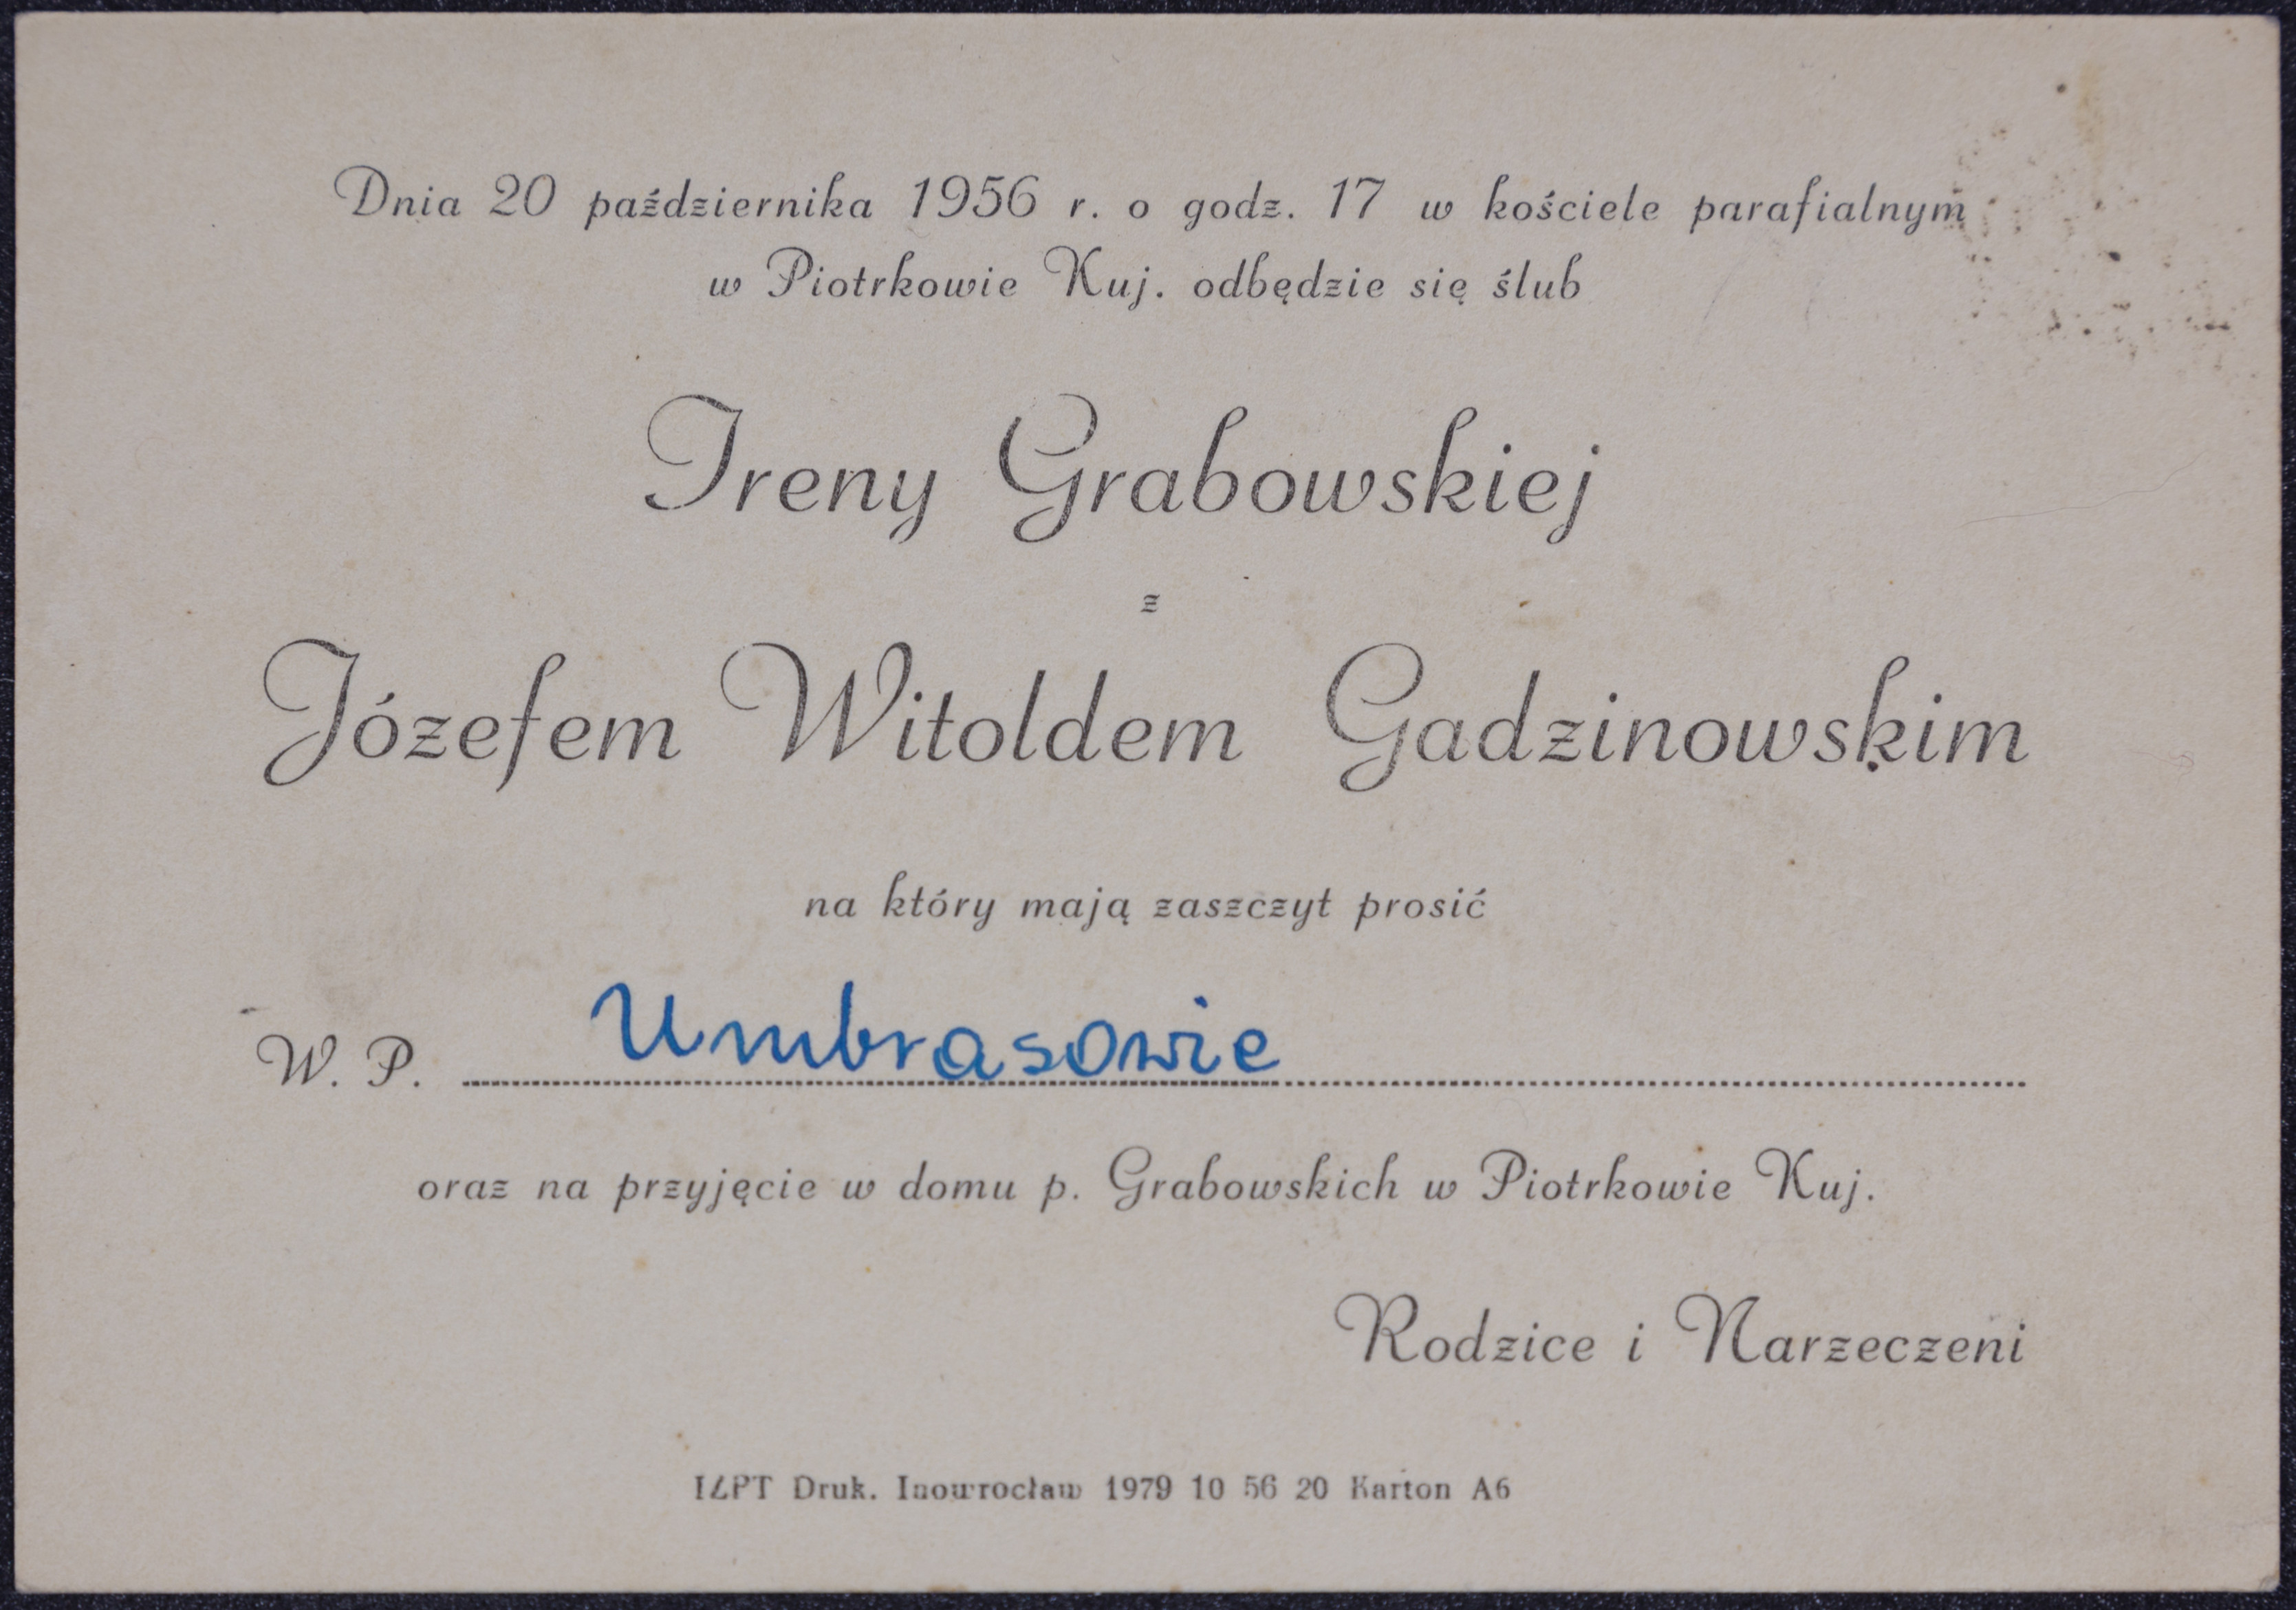 Dnia 20 października 1956 r. o godz. 17 w kościele parafialnym
w Piotrkowie Kuj. odbędzie się ślub
Ireny Grabowskiej
z
Józefem Witoldem Gadzinowskim
na który mają zaszczyt prosić
W. P. Umbrasowie
oraz na przyjęcie w domu p. Grabowskich w Piotrkowie Kuj.
Rodzice i Narzeczeni
IZPT Druk. Inowrocław 1979 10 56 20 Karton A6